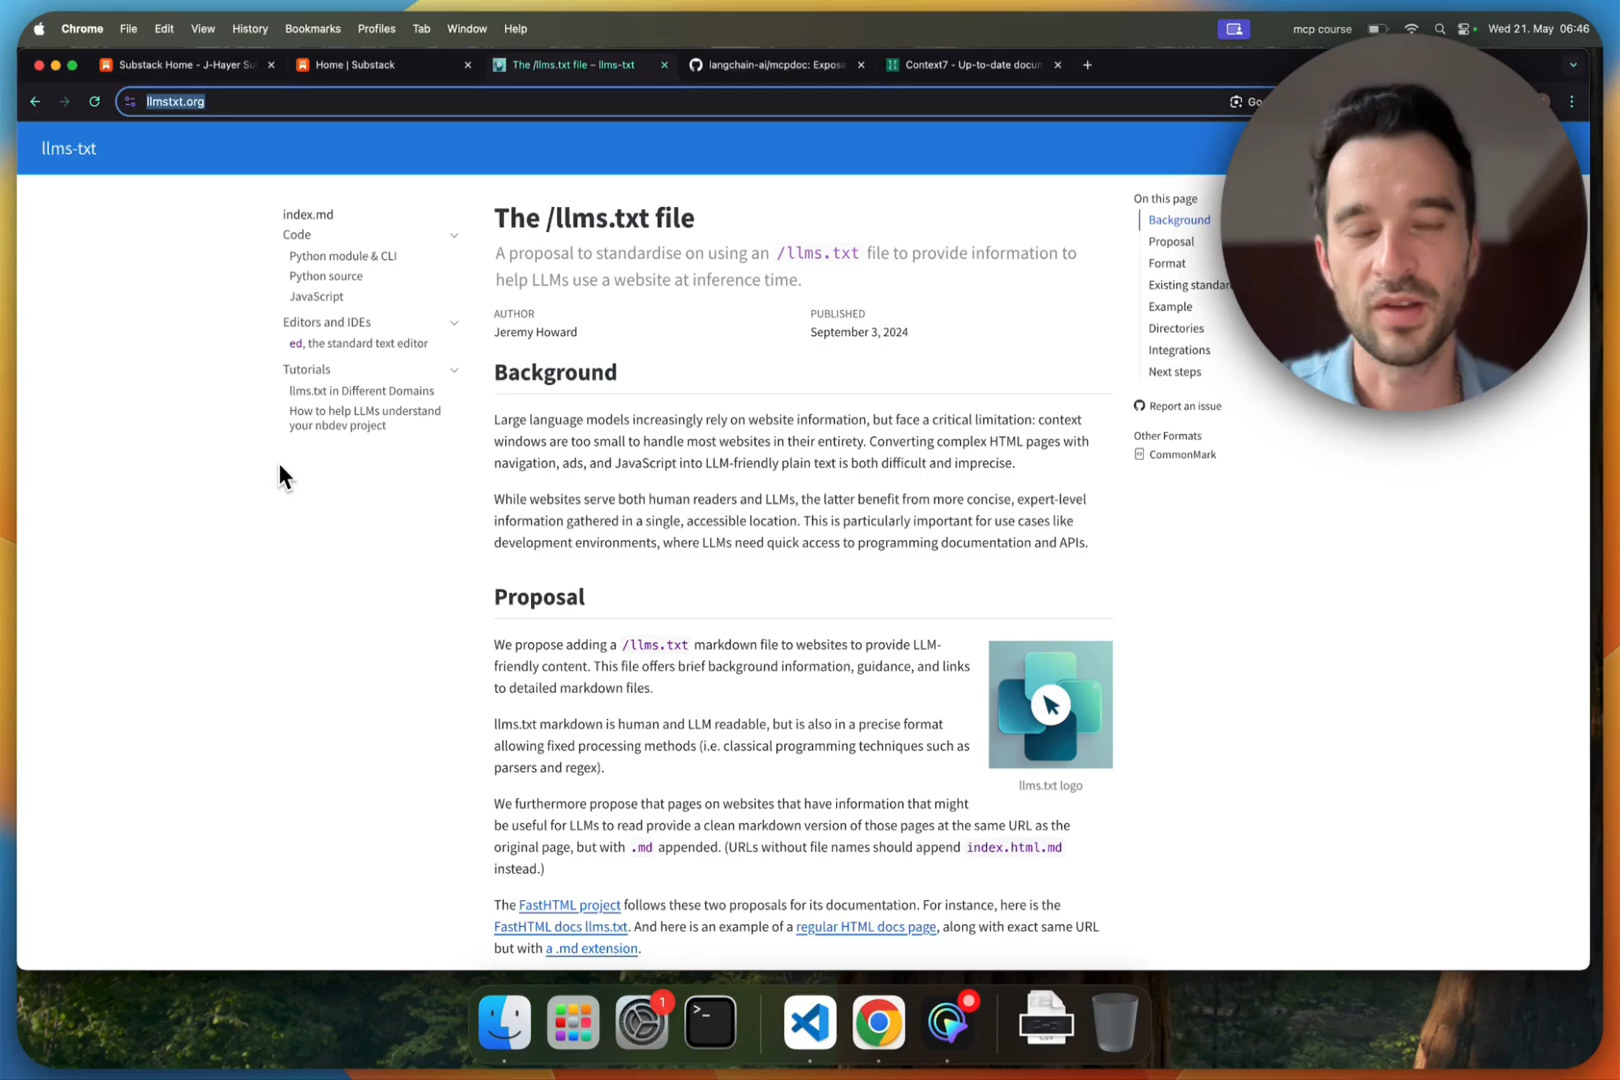 Chrome File Edit View History Bookmarks Profiles Tab Window Help
mcp course
Wed 21. May 06:46
Substack Home - J-Hayer Su
Home | Substack
The /llms.txt file – llms-txt
langchain-ai/mcpdoc: Expose
Context7 - Up-to-date docum
llmstxt.org
Go
llms-txt
index.md
Code
Python module & CLI
Python source
JavaScript
Editors and IDEs
ed, the standard text editor
Tutorials
llms.txt in Different Domains
How to help LLMs understand
your nbdev project
The /llms.txt file
A proposal to standardise on using an /llms.txt file to provide information to
help LLMs use a website at inference time.
AUTHOR
Jeremy Howard
PUBLISHED
September 3, 2024
Background
Large language models increasingly rely on website information, but face a critical limitation: context
windows are too small to handle most websites in their entirety. Converting complex HTML pages with
navigation, ads, and JavaScript into LLM-friendly plain text is both difficult and imprecise.
While websites serve both human readers and LLMs, the latter benefit from more concise, expert-level
information gathered in a single, accessible location. This is particularly important for use cases like
development environments, where LLMs need quick access to programming documentation and APIs.
Proposal
We propose adding a /llms.txt markdown file to websites to provide LLM-
friendly content. This file offers brief background information, guidance, and links
to detailed markdown files.
llms.txt markdown is human and LLM readable, but is also in a precise format
allowing fixed processing methods (i.e. classical programming techniques such as
parsers and regex).
llms.txt logo
We furthermore propose that pages on websites that have information that might
be useful for LLMs to read provide a clean markdown version of those pages at the same URL as the
original page, but with .md appended. (URLs without file names should append index.html.md
instead.)
The FastHTML project follows these two proposals for its documentation. For instance, here is the
FastHTML docs llms.txt. And here is an example of a regular HTML docs page, along with exact same URL
but with a .md extension.
On this page
Background
Proposal
Format
Existing standar
Example
Directories
Integrations
Next steps
Report an issue
Other Formats
CommonMark
1
>_